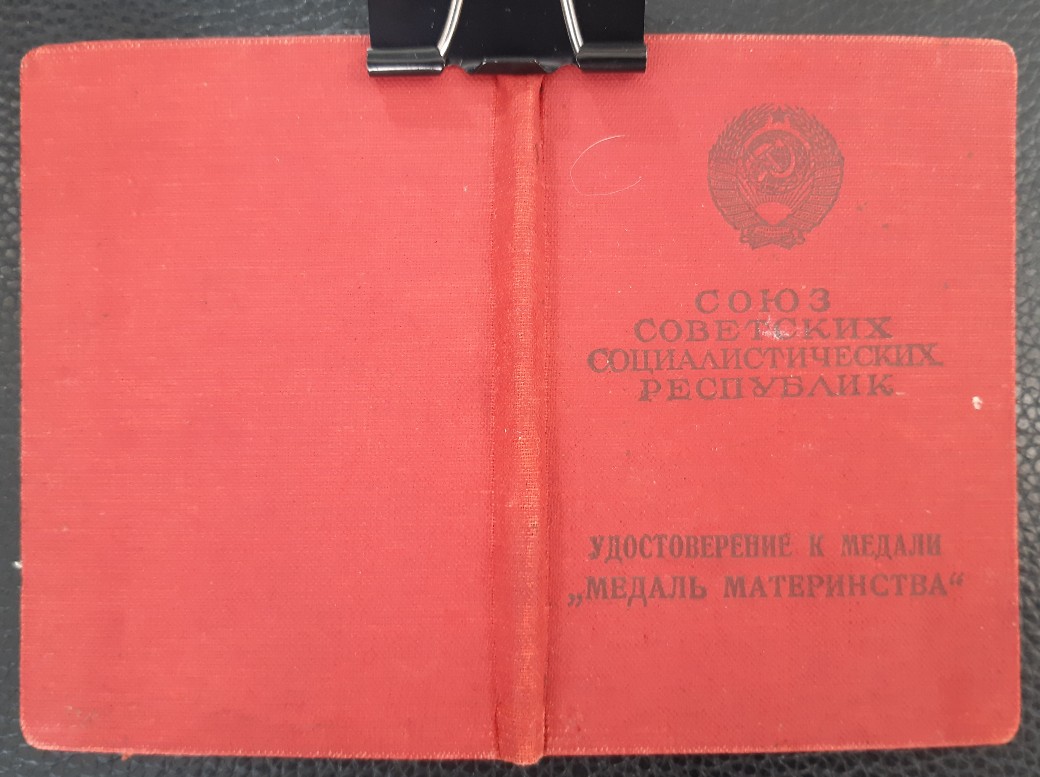 СОЮЗ
СОВЕТСКИХ
СОЦИАЛИСТИЧЕСКИХ
РЕСПУБЛИК
УДОСТОВЕРЕНИЕ К МЕДАЛИ
„МЕДАЛЬ МАТЕРИНСТВА“